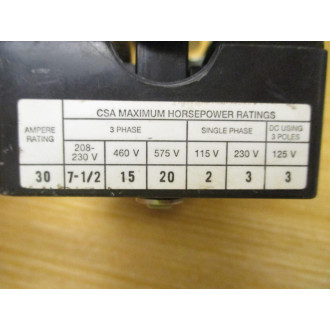 CSA MAXIMUM HORSEPOWER RATINGS
AMPERE RATING 3 PHASE SINGLE PHASE DC USING 3 POLES
208-230 V 460 V 575 V 115 V 230 V 125 V
30 7-1/2 15 20 2 3 3